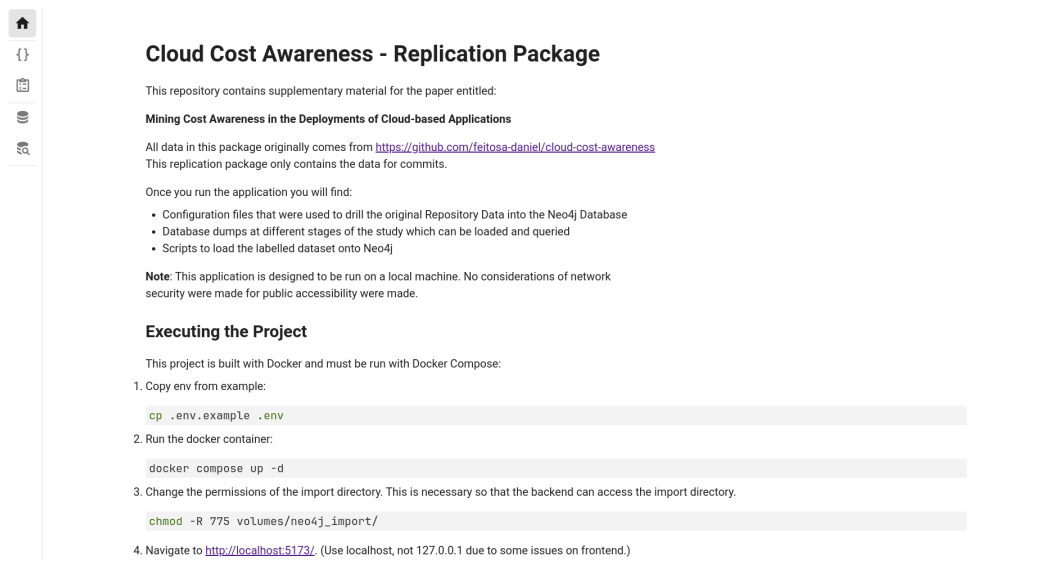 Cloud Cost Awareness - Replication Package
This repository contains supplementary material for the paper entitled:
Mining Cost Awareness in the Deployments of Cloud-based Applications
All data in this package originally comes from https://github.com/feitosa-daniel/cloud-cost-awareness
This replication package only contains the data for commits.
Once you run the application you will find:
• Configuration files that were used to drill the original Repository Data into the Neo4j Database
• Database dumps at different stages of the study which can be loaded and queried
• Scripts to load the labelled dataset onto Neo4j
Note: This application is designed to be run on a local machine. No considerations of network
security were made for public accessibility were made.
Executing the Project
This project is built with Docker and must be run with Docker Compose:
1. Copy env from example:
cp .env.example .env
2. Run the docker container:
docker compose up -d
3. Change the permissions of the import directory. This is necessary so that the backend can access the import directory.
chmod -R 775 volumes/neo4j_import/
4. Navigate to http://localhost:5173/. (Use localhost, not 127.0.0.1 due to some issues on frontend.)